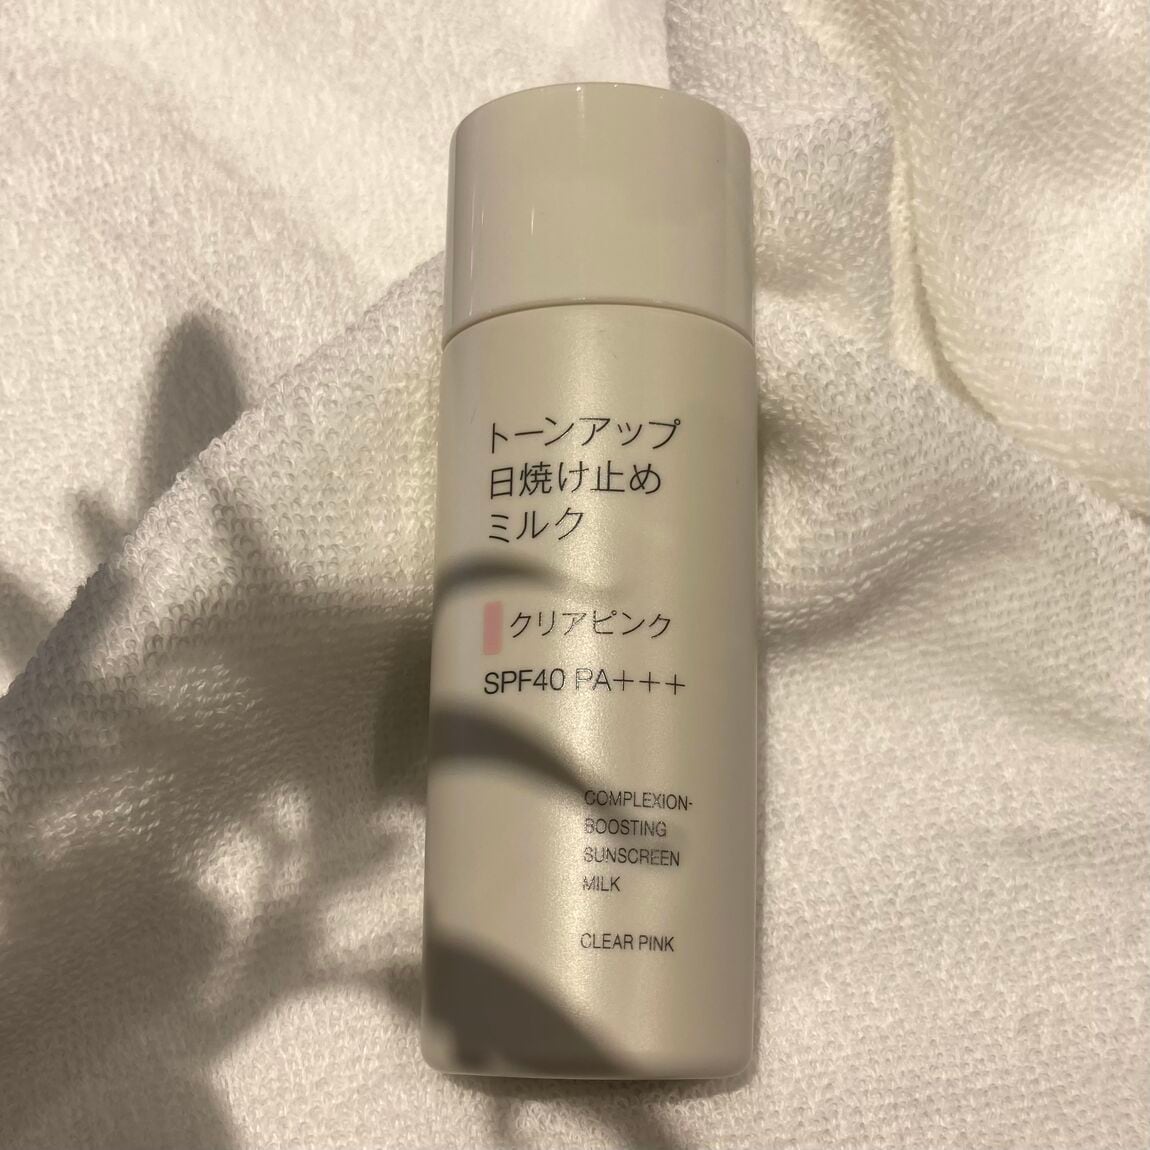 トーンアップ
日焼け止め
ミルク
クリアピンク
SPF40 PA+++
COMPLEXION-
BOOSTING
SUNSCREEN
MILK
CLEAR PINK